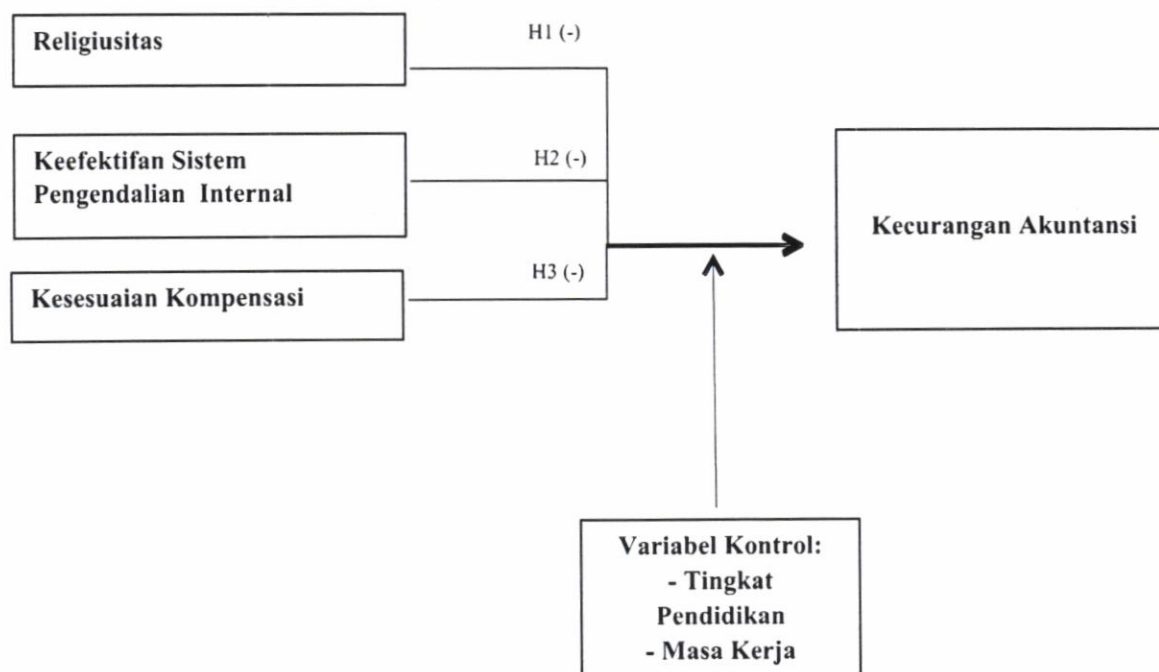 Religiusitas
H1 (-)
Keefektifan Sistem
Pengendalian Internal
H2 (-)
Kesesuaian Kompensasi
H3 (-)
Kecurangan Akuntansi
Variabel Kontrol:
- Tingkat
Pendidikan
- Masa Kerja